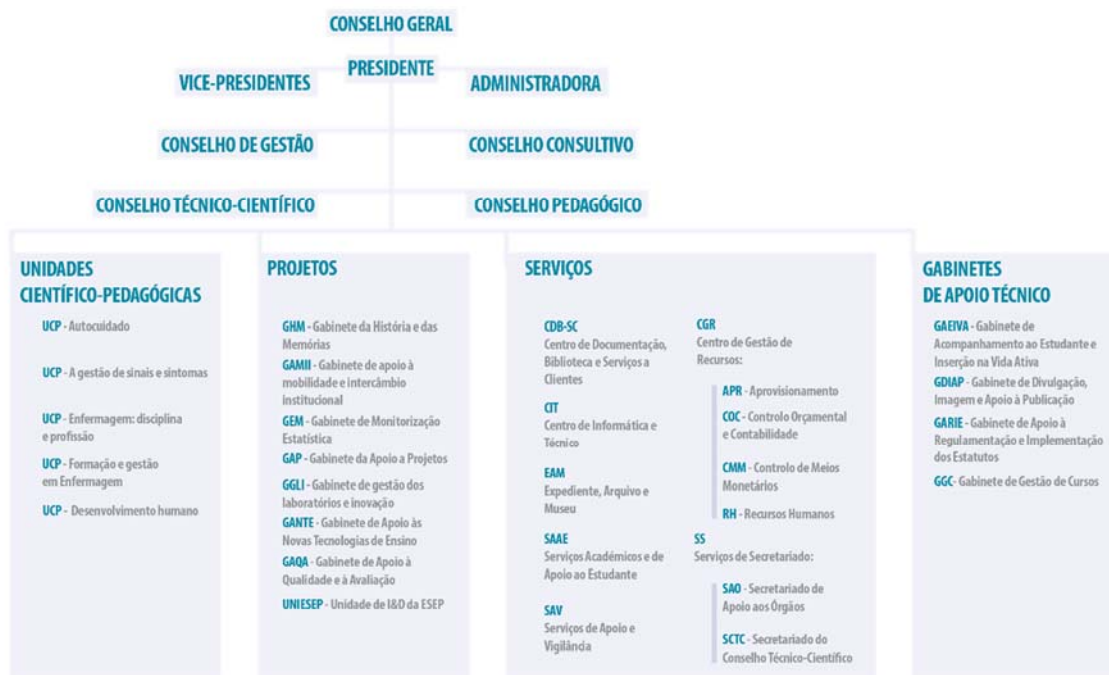 CONSELHO GERAL
PRESIDENTE
VICE-PRESIDENTES
ADMINISTRADORA
CONSELHO DE GESTÃO
CONSELHO CONSULTIVO
CONSELHO TÉCNICO-CIENTÍFICO
CONSELHO PEDAGÓGICO
UNIDADES
CIENTÍFICO-PEDAGÓGICAS
UCP - Autocuidado
UCP - A gestão de sinais e sintomas
UCP - Enfermagem: disciplina
e profissão
UCP - Formação e gestão
em Enfermagem
UCP - Desenvolvimento humano
PROJETOS
GHM - Gabinete da História e das
Memórias
GAMII - Gabinete de apoio à
mobilidade e intercâmbio
institucional
GEM - Gabinete de Monitorização
Estatística
GAP - Gabinete da Apoio a Projetos
GGLI - Gabinete de gestão dos
laboratórios e inovação
GANTE - Gabinete de Apoio às
Novas Tecnologias de Ensino
GAQA - Gabinete de Apoio à
Qualidade e à Avaliação
UNIESEP - Unidade de I&D da ESEP
SERVIÇOS
CDB-SC
Centro de Documentação,
Biblioteca e Serviços a
Clientes
CIT
Centro de Informática e
Técnico
EAM
Expediente, Arquivo e
Museu
SAAE
Serviços Académicos e de
Apoio ao Estudante
SAV
Serviços de Apoio e
Vigilância
CGR
Centro de Gestão de
Recursos:
APR - Aprovisionamento
COC - Controlo Orçamental
e Contabilidade
CMM - Controlo de Meios
Monetários
RH - Recursos Humanos
SS
Serviços de Secretariado:
SAO - Secretariado de
Apoio aos Órgãos
SCTC - Secretariado do
Conselho Técnico-Científico
GABINETES
DE APOIO TÉCNICO
GAEIVA - Gabinete de
Acompanhamento ao Estudante e
Inserção na Vida Ativa
GDIAP - Gabinete de Divulgação,
Imagem e Apoio à Publicação
GARIE - Gabinete de Apoio à
Regulamentação e Implementação
dos Estatutos
GGC- Gabinete de Gestão de Cursos